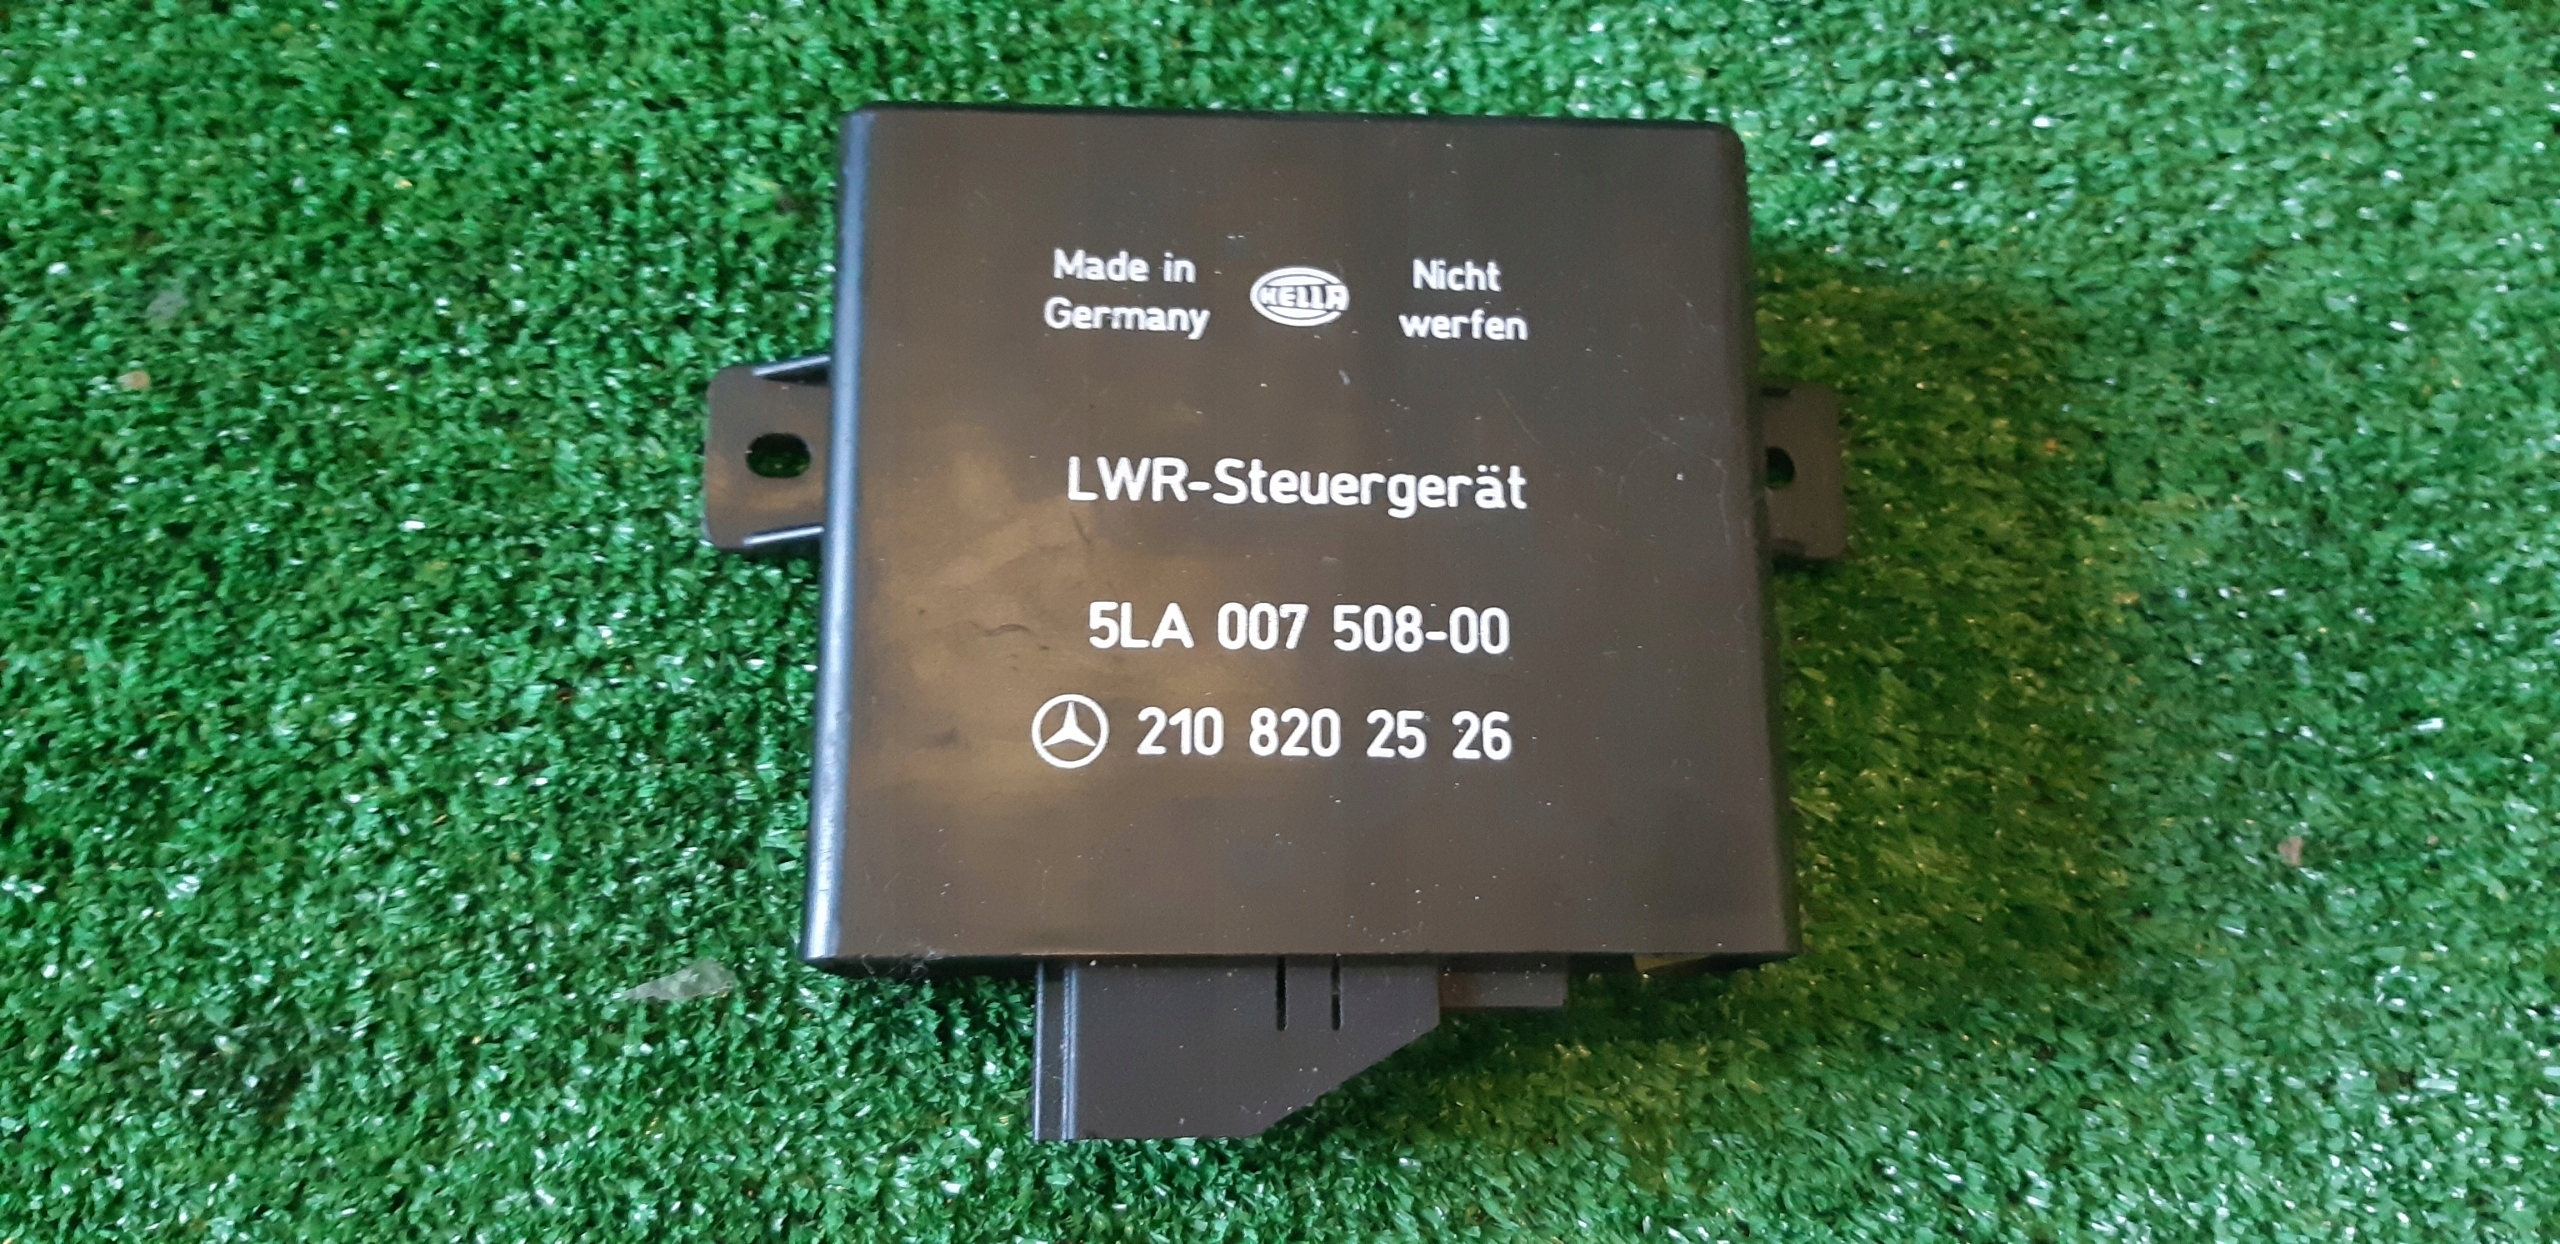 Made in
Germany
HELLA
Nicht
werfen
LWR-Steuergerät
5LA 007 508-00
210 820 25 26